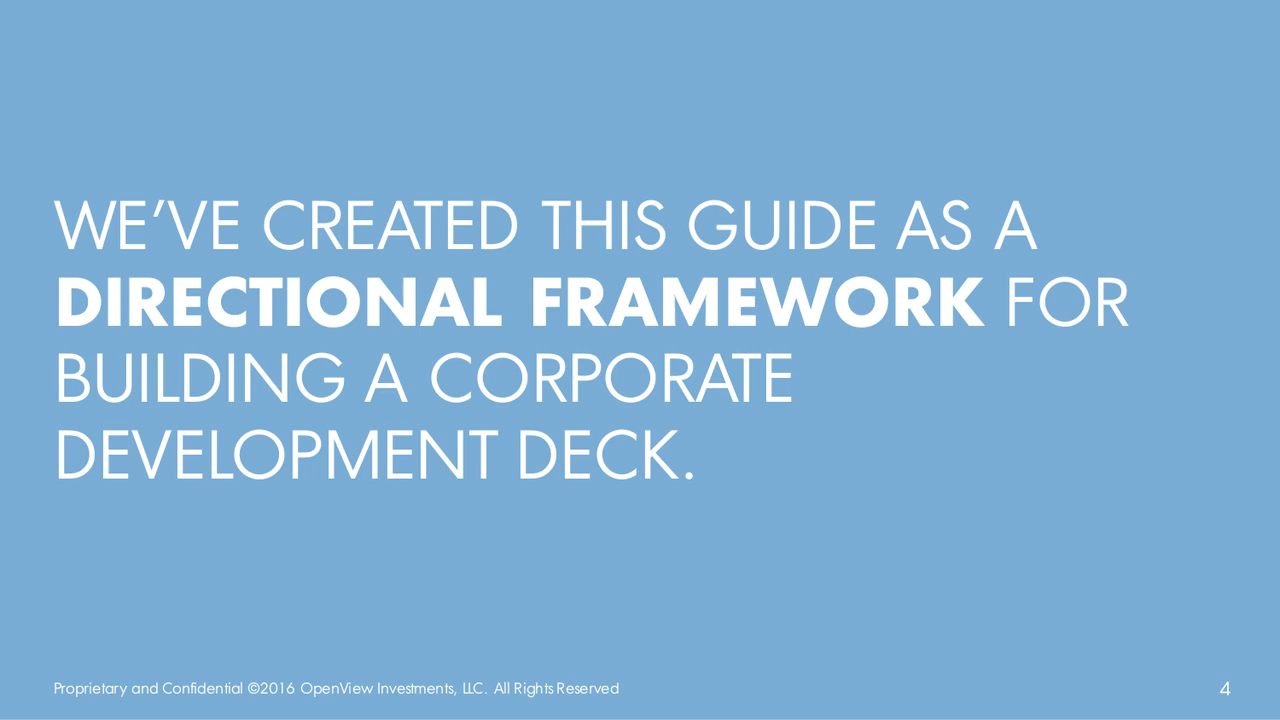 WE’VE CREATED THIS GUIDE AS A
DIRECTIONAL FRAMEWORK FOR
BUILDING A CORPORATE
DEVELOPMENT DECK.
Proprietary and Confidential ©2016 OpenView Investments, LLC. All Rights Reserved
4